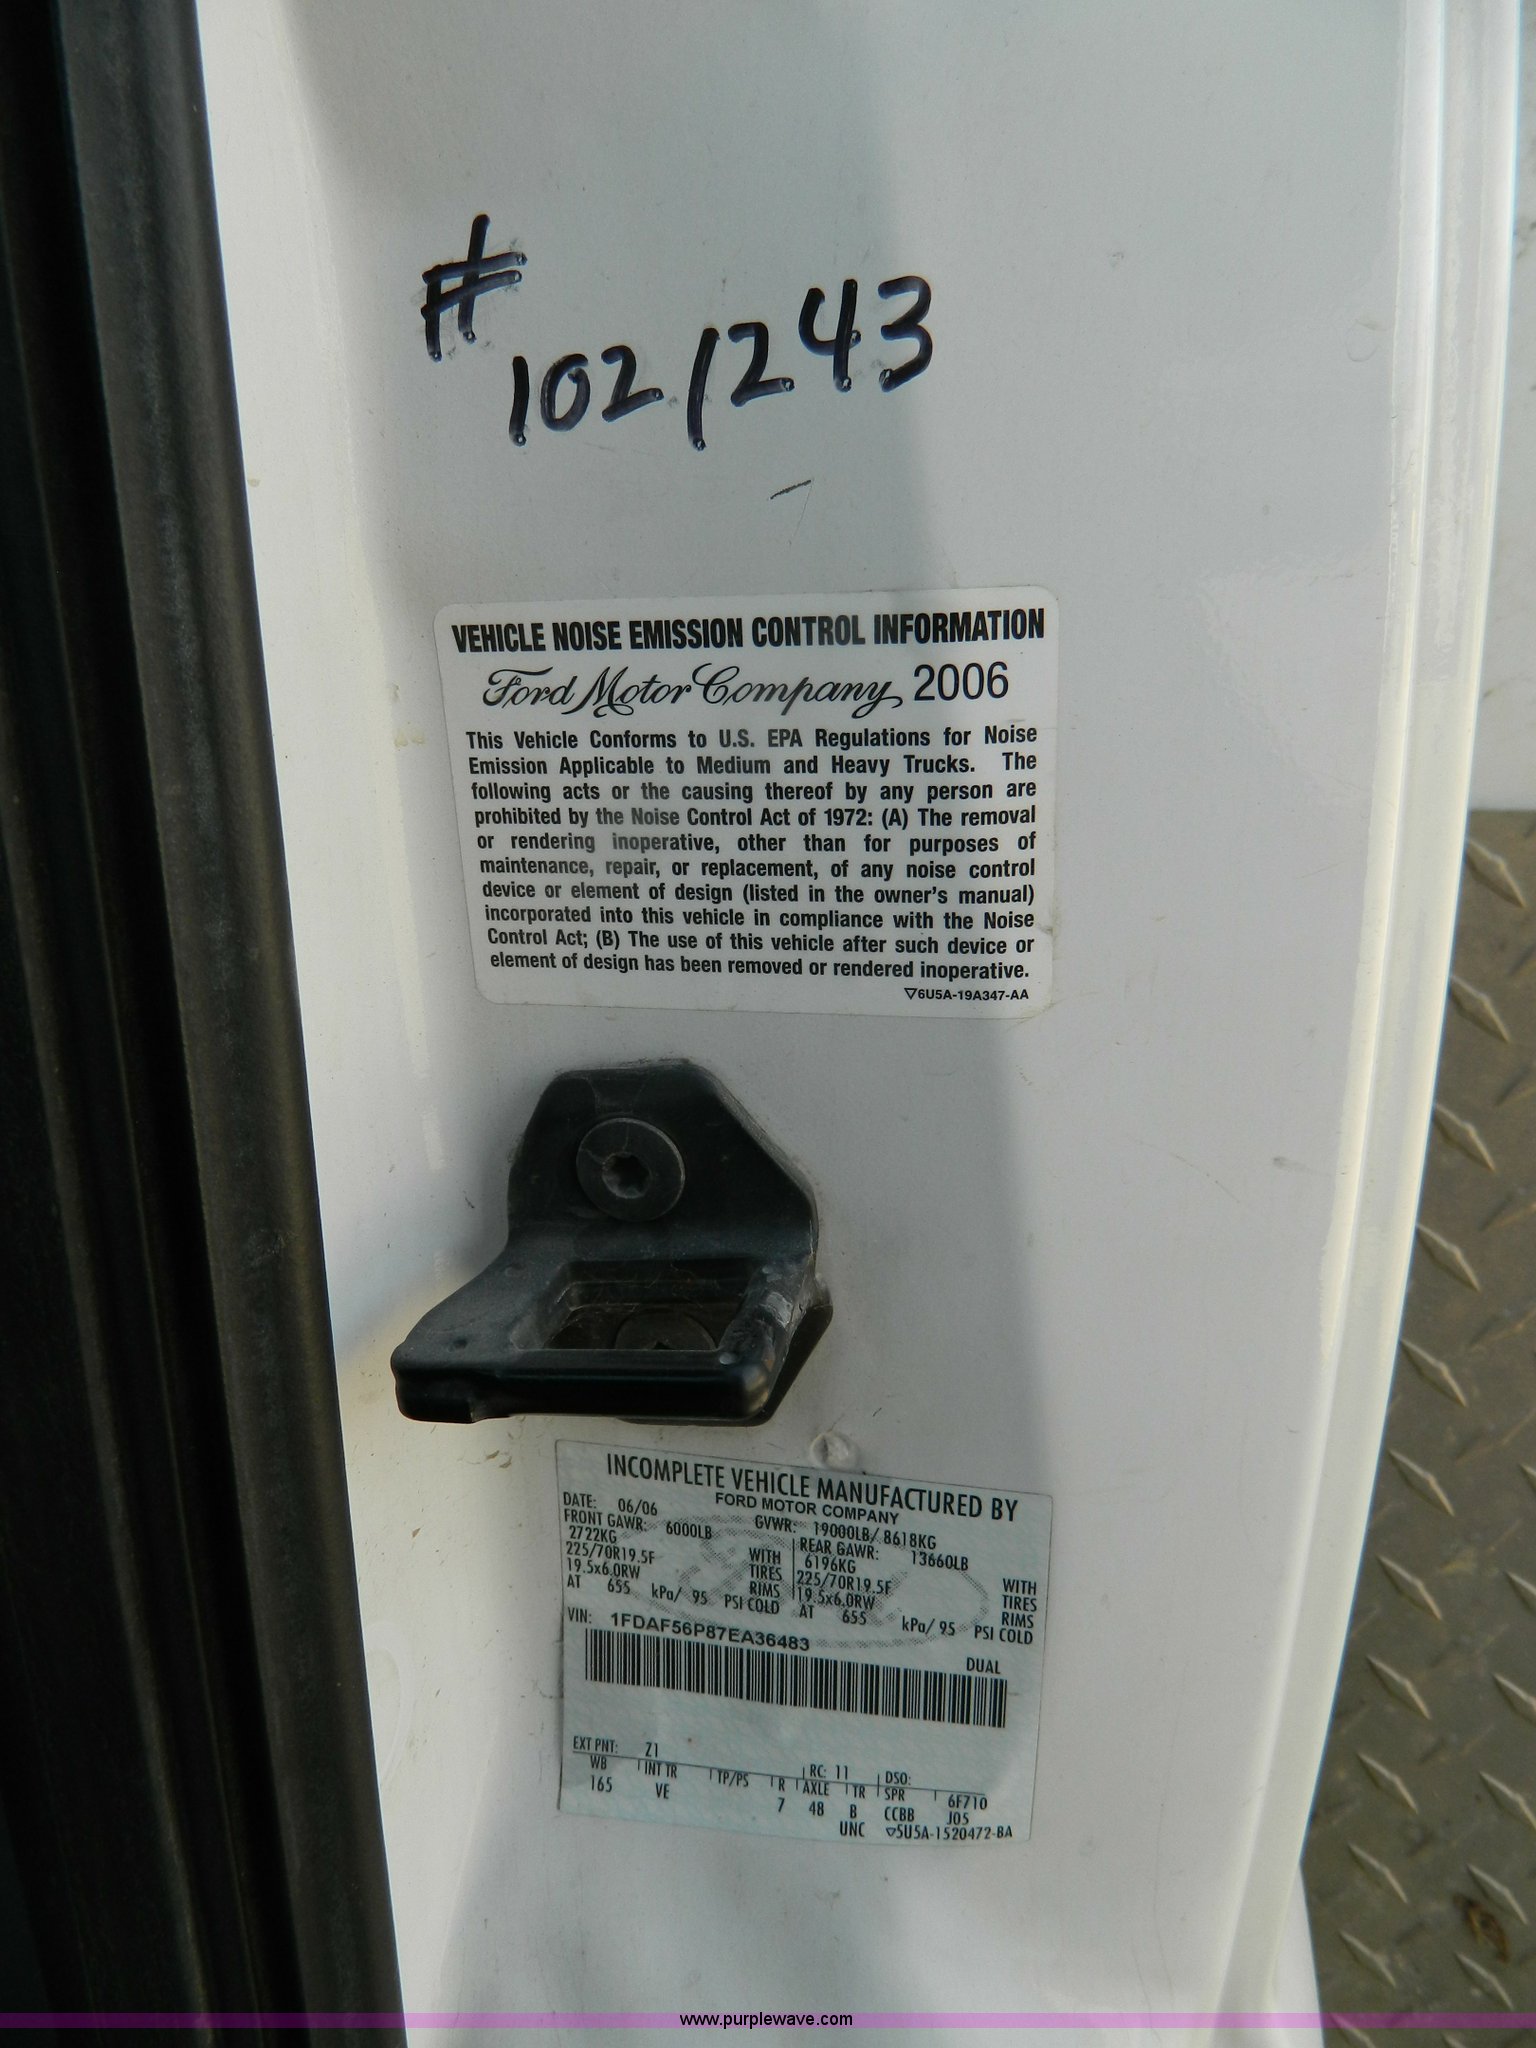 # 1021243
VEHICLE NOISE EMISSION CONTROL INFORMATION
Ford Motor Company 2006
This Vehicle Conforms to U.S. EPA Regulations for Noise
Emission Applicable to Medium and Heavy Trucks. The
following acts or the causing thereof by any person are
prohibited by the Noise Control Act of 1972: (A) The removal
or rendering inoperative, other than for purposes of
maintenance, repair, or replacement, of any noise control
device or element of design (listed in the owner's manual)
incorporated into this vehicle in compliance with the Noise
Control Act; (B) The use of this vehicle after such device or
element of design has been removed or rendered inoperative.
▽6U5A-19A347-AA
INCOMPLETE VEHICLE MANUFACTURED BY
FORD MOTOR COMPANY
DATE: 06/06 GVWR: 19000LB/ 8618KG
FRONT GAWR: 6000LB REAR GAWR: 13660LB
2722KG WITH 6196KG WITH
225/70R19.5F TIRES 225/70R19.5F TIRES
19.5x6.0RW RIMS 19.5x6.0RW RIMS
AT 655 kPa/ 95 PSI COLD AT 655 kPa/ 95 PSI COLD
VIN: 1FDAF56P87EA36483
DUAL
EXT PNT: Z1 RC: 11 DSO:
WB INT TR TP/PS R AXLE TR SPR 6F710
165 VE 7 48 B CCBB J05
UNC ▽5U5A-1520472-BA
www.purplewave.com